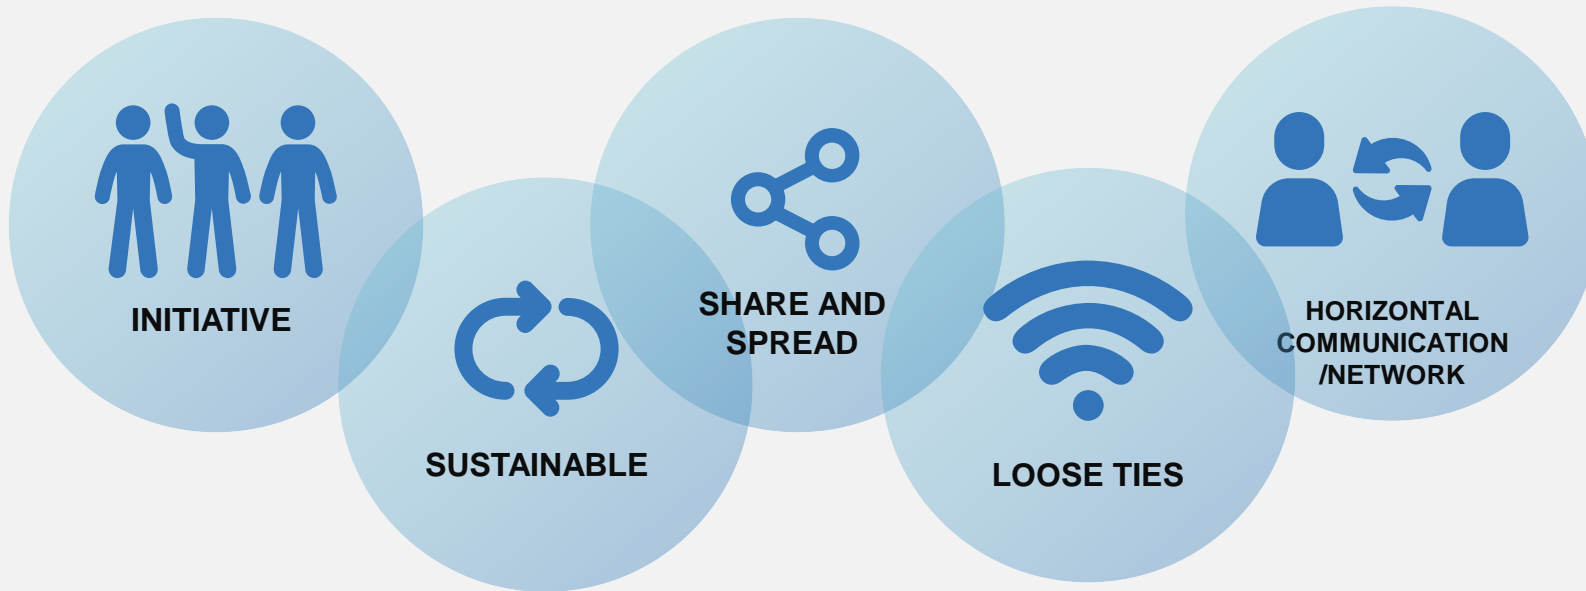 INITIATIVE
SUSTAINABLE
SHARE AND
SPREAD
LOOSE TIES
HORIZONTAL
COMMUNICATION
/NETWORK